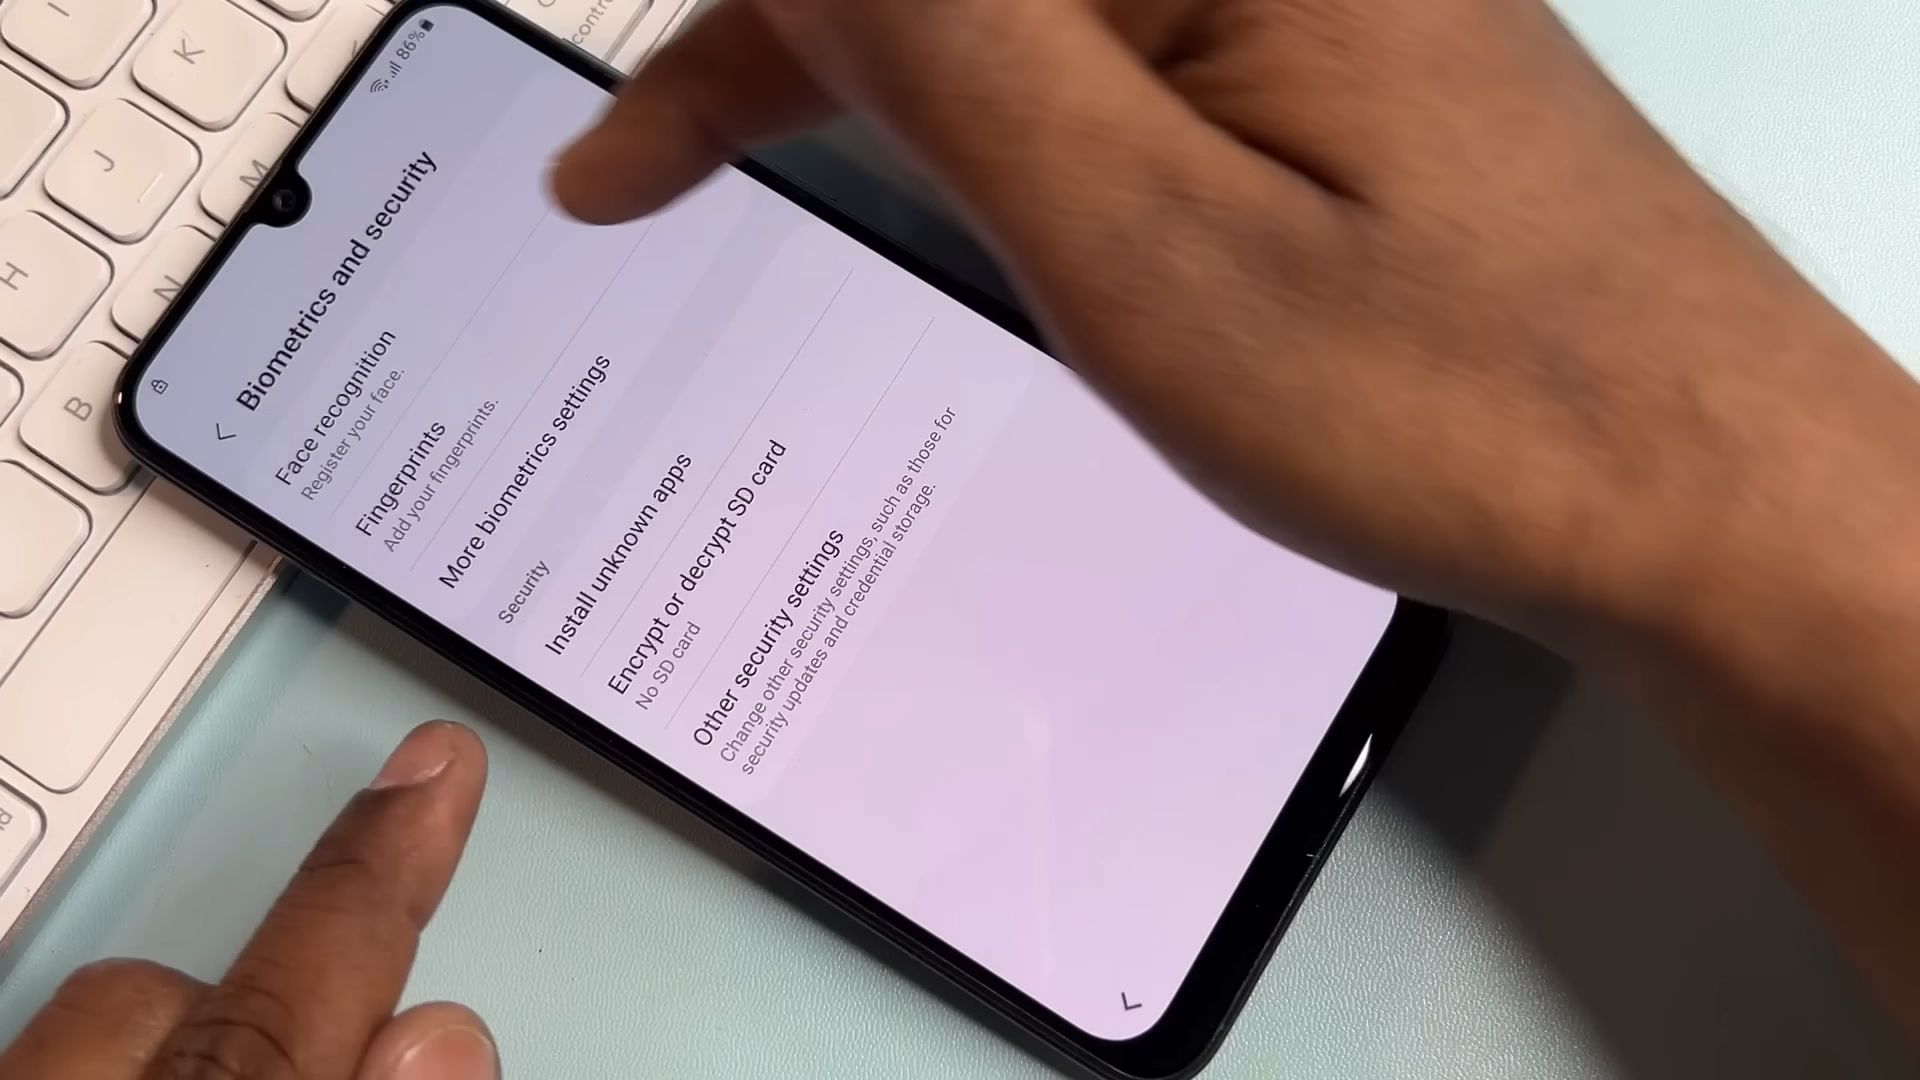 86%
Biometrics and security
Face recognition
Register your face.
Fingerprints
Add your fingerprints.
More biometrics settings
Security
Install unknown apps
Encrypt or decrypt SD card
No SD card
Other security settings
Change other security settings, such as those for
security updates and credential storage.
I
K
J
M
H
N
B